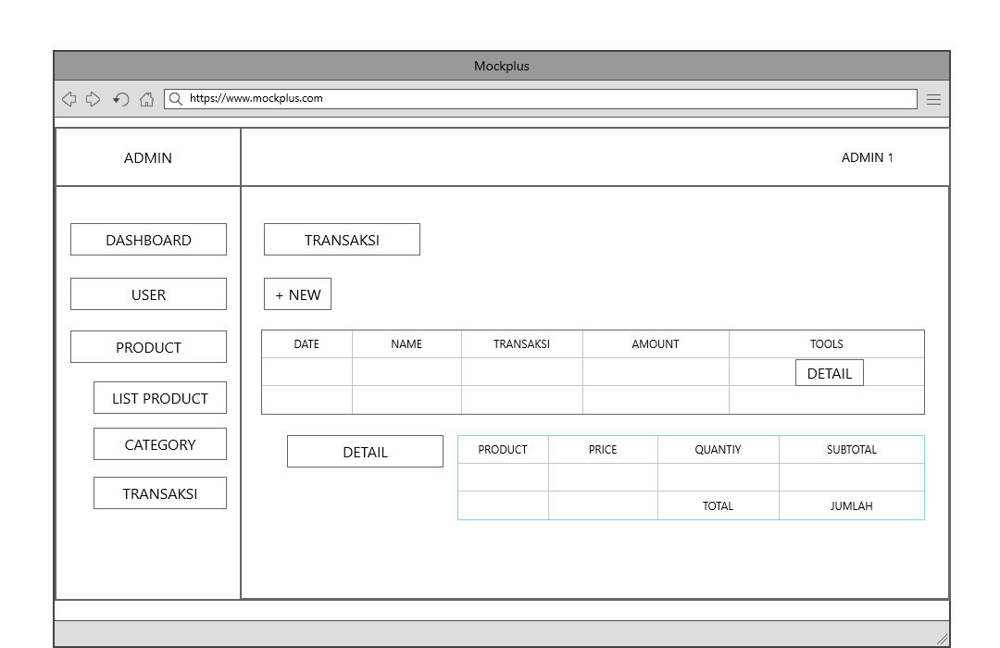 Mockplus
https://www.mockplus.com
ADMIN
ADMIN 1
DASHBOARD
TRANSAKSI
USER
+ NEW
PRODUCT
DATE NAME TRANSAKSI AMOUNT TOOLS
DETAIL
LIST PRODUCT
CATEGORY
TRANSAKSI
DETAIL
PRODUCT PRICE QUANTIY SUBTOTAL
TOTAL JUMLAH